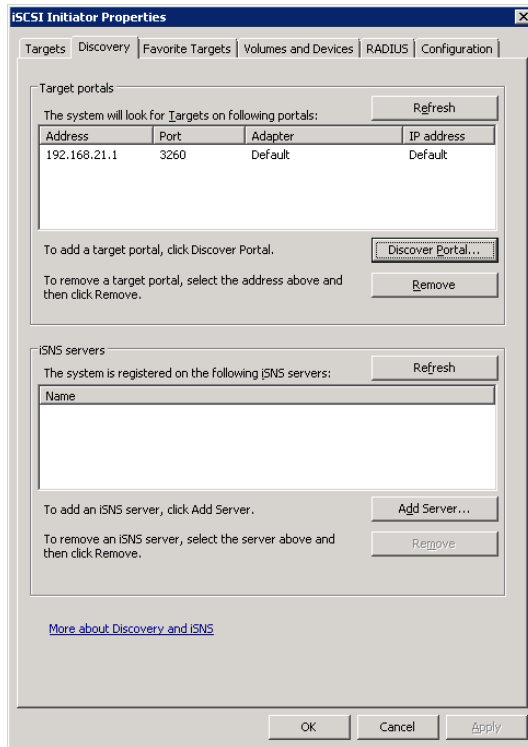 iSCSI Initiator Properties
Targets Discovery Favorite Targets Volumes and Devices RADIUS Configuration
Target portals
The system will look for Targets on following portals:
Refresh
Address Port Adapter IP address
192.168.21.1 3260 Default Default
To add a target portal, click Discover Portal.
Discover Portal...
To remove a target portal, select the address above and
then click Remove.
Remove
iSNS servers
The system is registered on the following iSNS servers:
Refresh
Name
To add an iSNS server, click Add Server.
Add Server...
To remove an iSNS server, select the server above and
then click Remove.
Remove
More about Discovery and iSNS
OK Cancel Apply